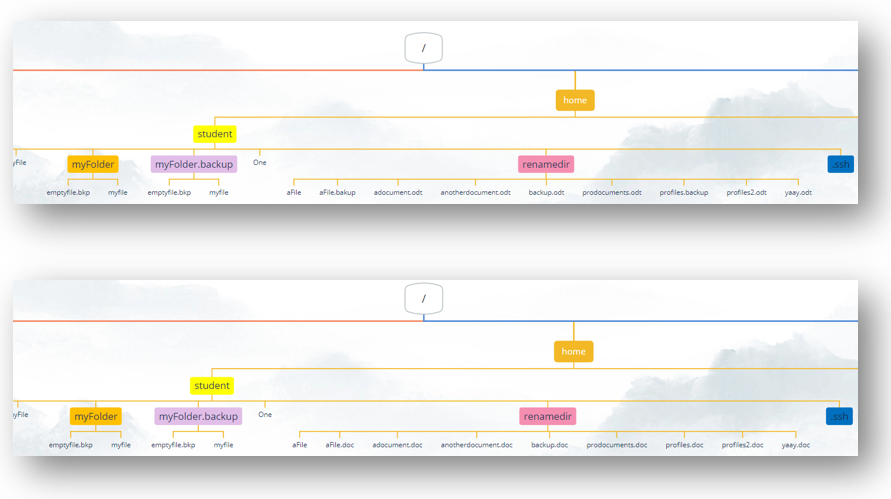 /
home
student
yFile myFolder myFolder.backup One renamedir .ssh
emptyfile.bkp myfile emptyfile.bkp myfile aFile aFile.bakup adocument.odt anotherdocument.odt backup.odt prodocuments.odt profiles.backup profiles2.odt yaay.odt
/
home
student
yFile myFolder myFolder.backup One renamedir .ssh
emptyfile.bkp myfile emptyfile.bkp myfile aFile aFile.doc adocument.doc anotherdocument.doc backup.doc prodocuments.doc profiles.doc profiles2.doc yaay.doc